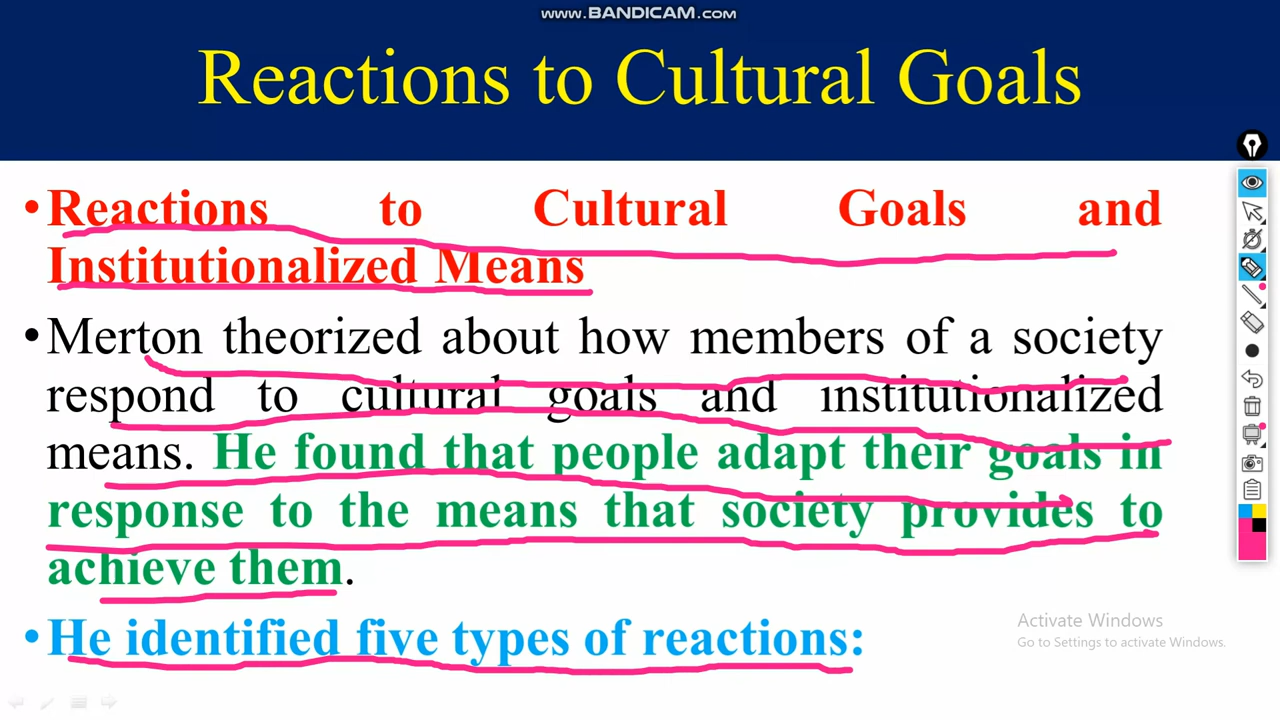 WWW.BANDICAM.COM
Reactions to Cultural Goals
•Reactions to Cultural Goals and
Institutionalized Means
•Merton theorized about how members of a society
respond to cultural goals and institutionalized
means. He found that people adapt their goals in
response to the means that society provides to
achieve them.
•He identified five types of reactions:
Activate Windows
Go to Settings to activate Windows.